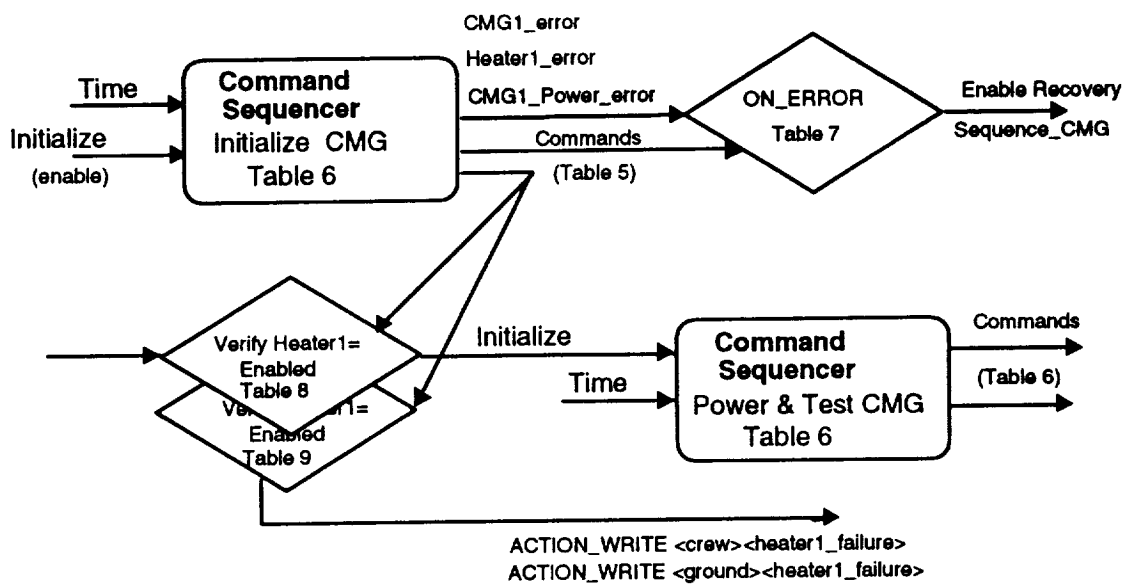 CMG1_error
Heater1_error
CMG1_Power_error
Time
Initialize
(enable)
Command
Sequencer
Initialize CMG
Table 6
Commands
(Table 5)
ON_ERROR
Table 7
Enable Recovery
Sequence_CMG
Verify Heater1=
Enabled
Table 8
Enabled
Table 9
Initialize
Time
Command
Sequencer
Power & Test CMG
Table 6
Commands
(Table 6)
ACTION_WRITE <crew><heater1_failure>
ACTION_WRITE <ground><heater1_failure>